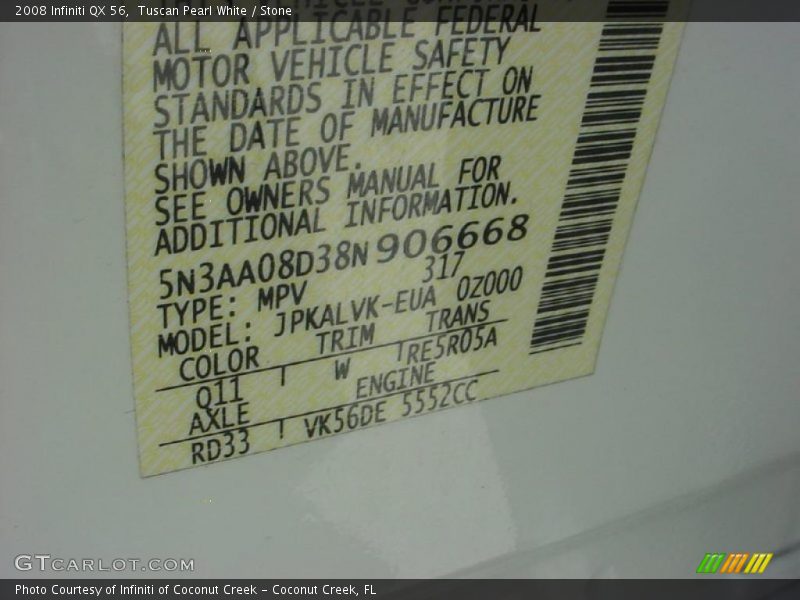 2008 Infiniti QX 56, Tuscan Pearl White / Stone
ALL APPLICABLE FEDERAL
MOTOR VEHICLE SAFETY
STANDARDS IN EFFECT ON
THE DATE OF MANUFACTURE
SHOWN ABOVE.
SEE OWNERS MANUAL FOR
ADDITIONAL INFORMATION.
5N3AA08D38N906668
TYPE: MPV 317
MODEL: JPKALVK-EUA 0Z000
COLOR TRIM TRANS
Q11 W RE5R05A
AXLE ENGINE
RD33 VK56DE 5552CC
GTCARLOT.COM
Photo Courtesy of Infiniti of Coconut Creek - Coconut Creek, FL